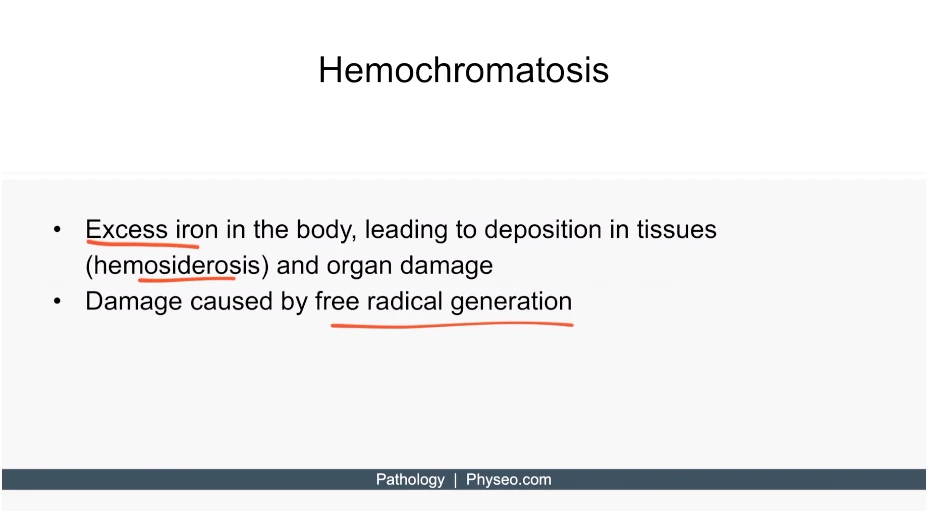 Hemochromatosis
• Excess iron in the body, leading to deposition in tissues
(hemosiderosis) and organ damage
• Damage caused by free radical generation
Pathology | Physeo.com